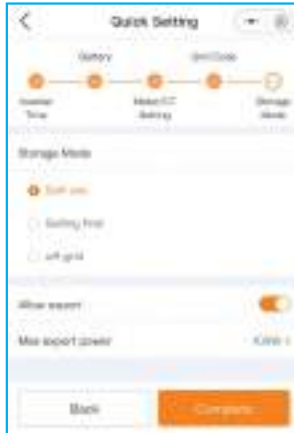 Quick Setting
Battery
Grid Code
Inverter
Time
Meter/CT
Setting
Storage
Mode
Storage Mode
Self use
Selling first
off grid
Allow export
Max export power
Back
Complete